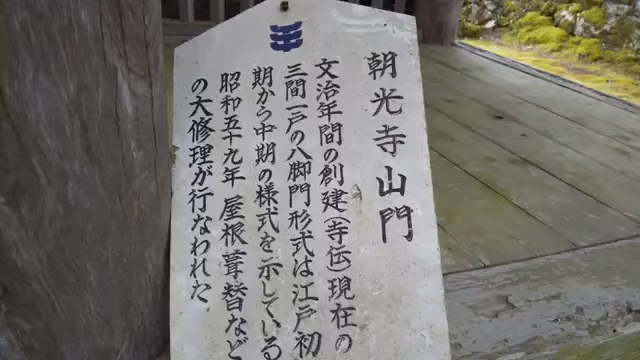 朝光寺山門
文治年間の創建(寺伝)現在の
三間一戸の八脚門形式は江戸初
期から中期の様式を示している
昭和五十九年 屋根葺替など
の大修理が行なわれた